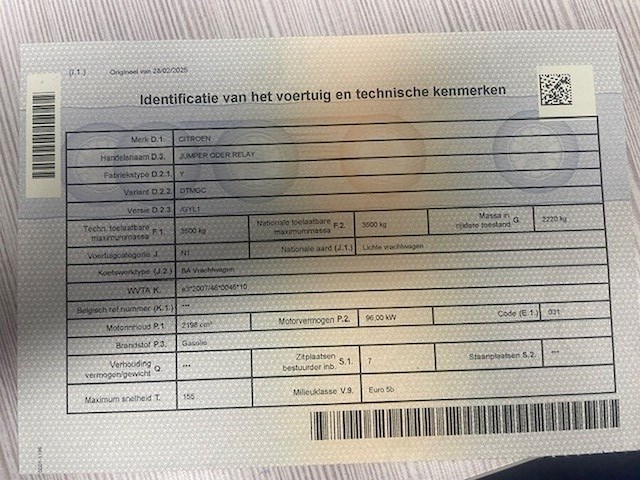 (I.1.) Origineel van 28/02/2025
Identificatie van het voertuig en technische kenmerken
Merk D.1. CITROEN
Handelsnaam D.3. JUMPER ODER RELAY
Fabriekstype D.2.1. Y
Variant D.2.2. DTMGC
Versie D.2.3. /GYL1
Techn. toelaatbare maximummassa F.1. 3500 kg Nationale toelaatbare maximummassa F.2. 3500 kg Massa in rijdste toestand G. 2220 kg
Voertuigcategorie J. N1 Nationale aard (J.1.) Lichte vrachtwagen
Koetswerktype (J.2.) BA Vrachtwagen
WVTA K. e3*2007/46*0046*10
Belgisch ref.nummer (K.1.) ***
Motorinhoud P.1. 2198 cm³ Motorvermogen P.2. 96,00 kW Code (E.1.) 031
Brandstof P.3. Gasolie
Verhouding vermogen/gewicht Q. *** Zitplaatsen bestuurder inb. S.1. 7 Staanplaatsen S.2. ***
Maximum snelheid T. 155 Milieuklasse V.9. Euro 5b